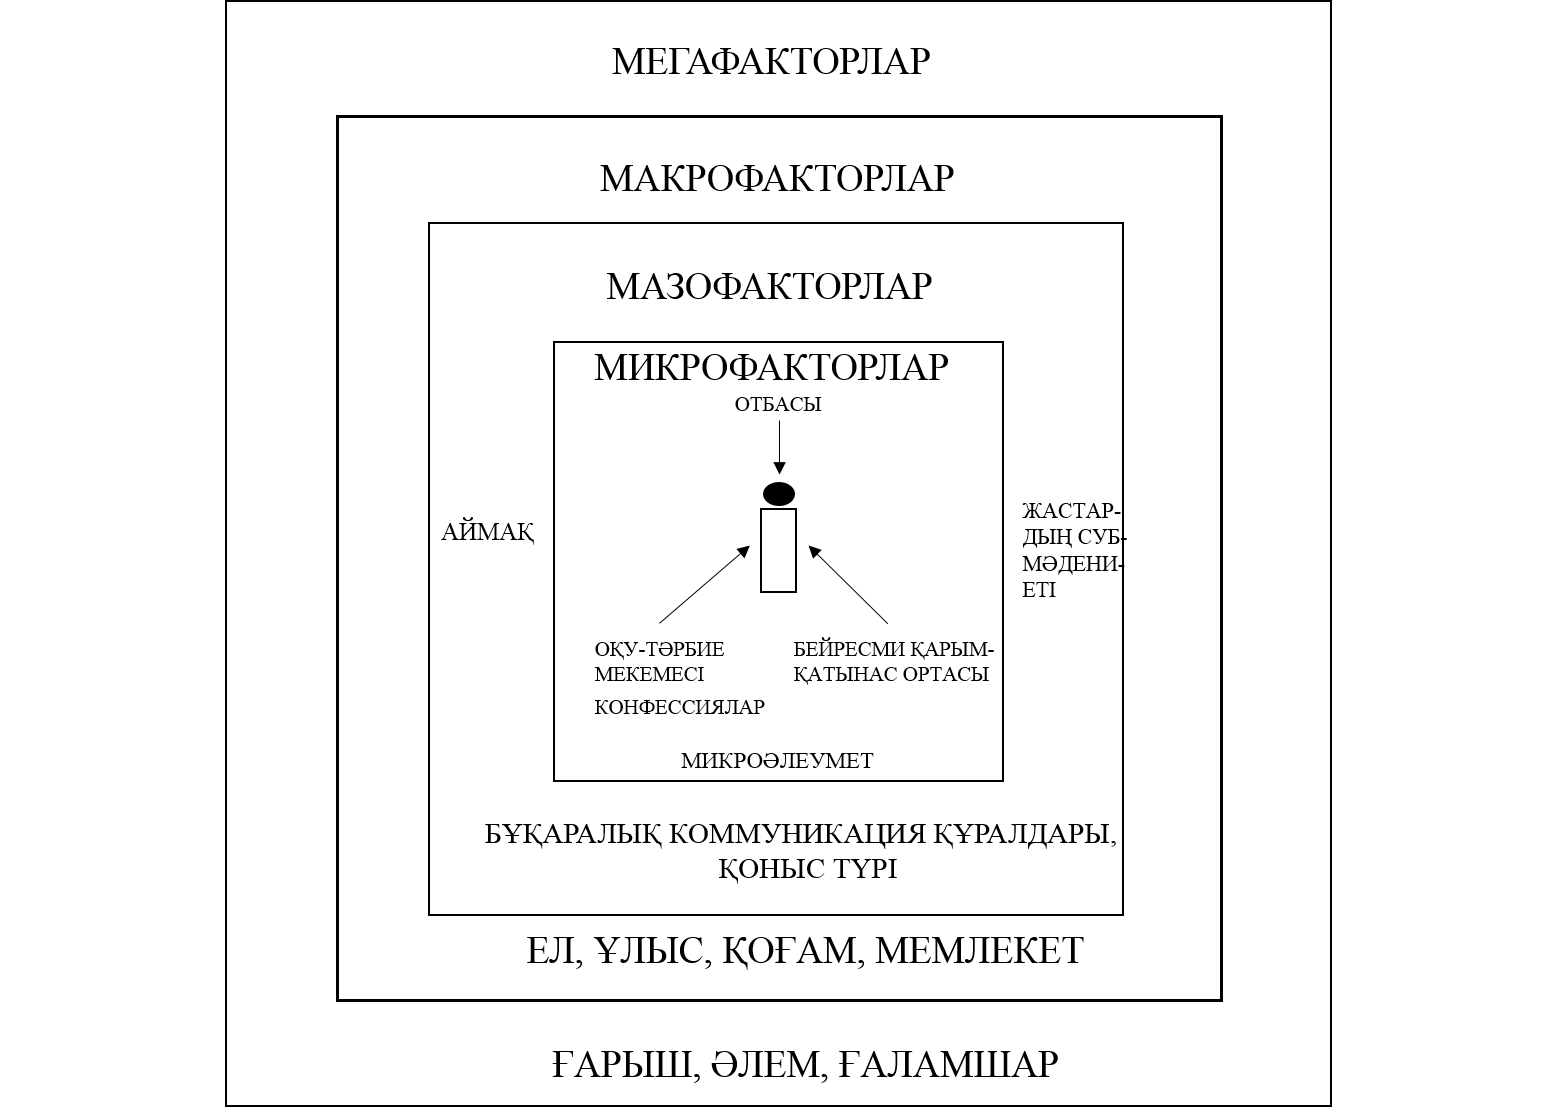 МЕГАФАКТОРЛАР
МАКРОФАКТОРЛАР
МАЗОФАКТОРЛАР
МИКРОФАКТОРЛАР
ОТБАСЫ
АЙМАҚ
ЖАСТАР-
ДЫҢ СУБ-
МӘДЕНИ-
ЕТІ
ОҚУ-ТӘРБИЕ
МЕКЕМЕСІ
КОНФЕССИЯЛАР
БЕЙРЕСМИ ҚАРЫМ-
ҚАТЫНАС ОРТАСЫ
МИКРОӘЛЕУМЕТ
БҰҚАРАЛЫҚ КОММУНИКАЦИЯ ҚҰРАЛДАРЫ,
ҚОНЫС ТҮРІ
ЕЛ, ҰЛЫС, ҚОҒАМ, МЕМЛЕКЕТ
ҒАРЫШ, ӘЛЕМ, ҒАЛАМШАР